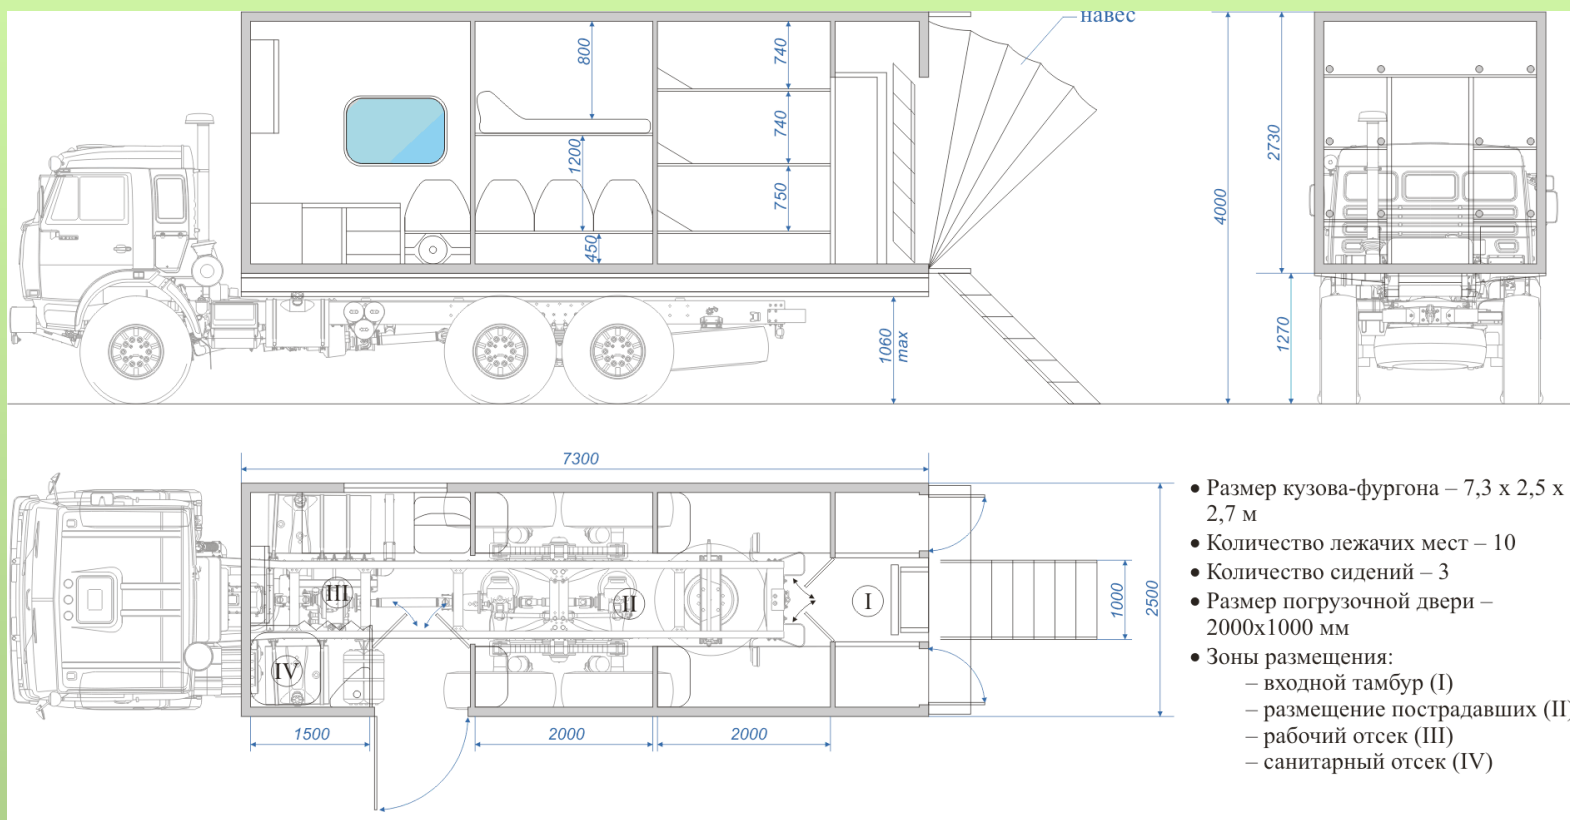 навес
800
740
1200
740
750
450
2730
4000
1270
1060
max
7300
III
II
I
IV
1000
2500
1500
2000
2000
• Размер кузова-фургона – 7,3 х 2,5 х
2,7 м
• Количество лежачих мест – 10
• Количество сидений – 3
• Размер погрузочной двери –
2000х1000 мм
• Зоны размещения:
– входной тамбур (I)
– размещение пострадавших (II)
– рабочий отсек (III)
– санитарный отсек (IV)